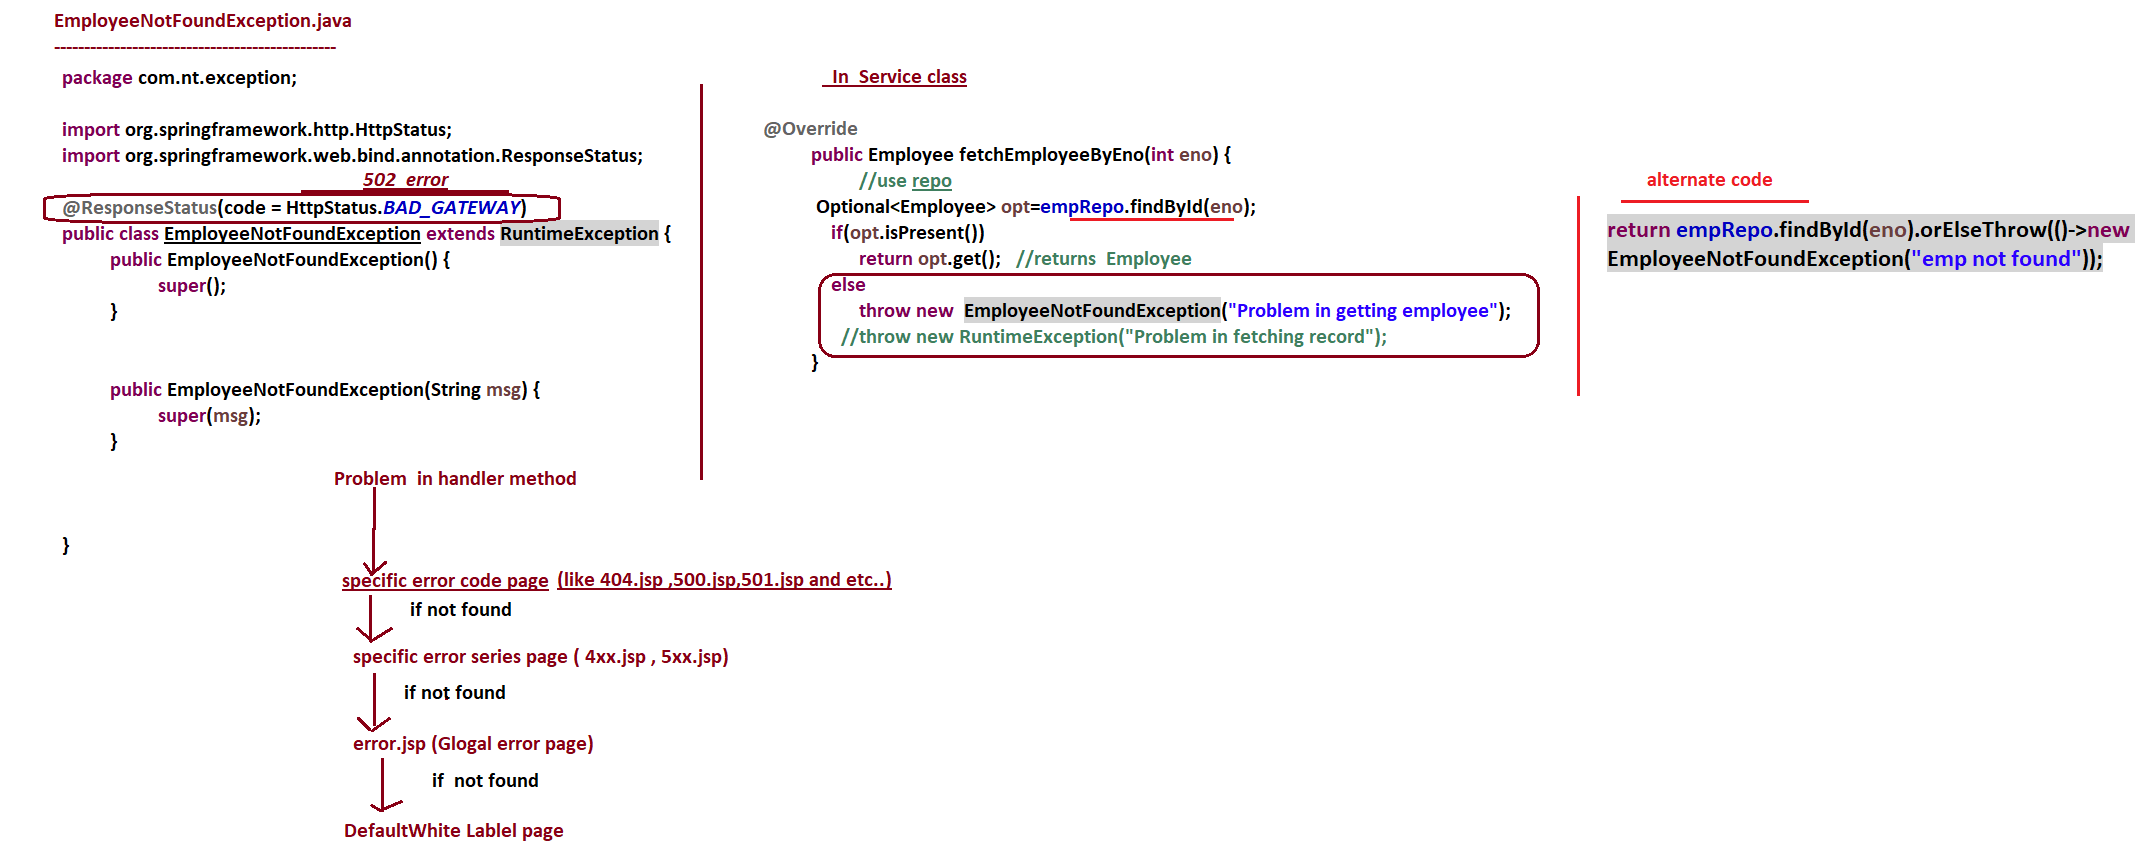 EmployeeNotFoundException.java
-----------------------------------------------
package com.nt.exception;
import org.springframework.http.HttpStatus;
import org.springframework.web.bind.annotation.ResponseStatus;
502 error
@ResponseStatus(code = HttpStatus.BAD_GATEWAY)
public class EmployeeNotFoundException extends RuntimeException {
public EmployeeNotFoundException() {
super();
}
public EmployeeNotFoundException(String msg) {
super(msg);
}
}
In Service class
@Override
public Employee fetchEmployeeByEno(int eno) {
//use repo
Optional<Employee> opt=empRepo.findById(eno);
if(opt.isPresent())
return opt.get(); //returns Employee
else
throw new EmployeeNotFoundException("Problem in getting employee");
//throw new RuntimeException("Problem in fetching record");
}
alternate code
return empRepo.findById(eno).orElseThrow(()->new
EmployeeNotFoundException("emp not found"));
Problem in handler method
specific error code page (like 404.jsp ,500.jsp,501.jsp and etc..)
if not found
specific error series page ( 4xx.jsp , 5xx.jsp)
if not found
error.jsp (Glogal error page)
if not found
DefaultWhite Lablel page